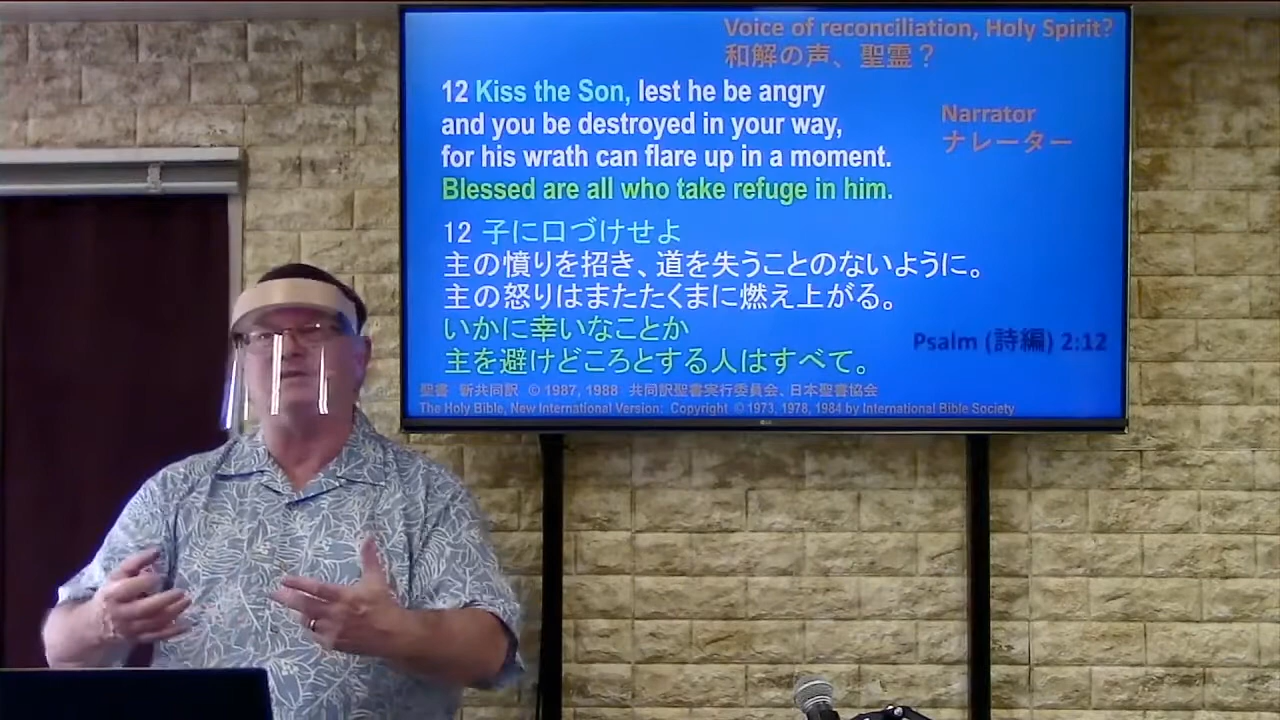 Voice of reconciliation, Holy Spirit?
和解の声、聖霊？
12 Kiss the Son, lest he be angry
and you be destroyed in your way,
for his wrath can flare up in a moment.
Blessed are all who take refuge in him.
Narrator
ナレーター
12 子に口づけせよ
主の憤りを招き、道を失うことのないように。
主の怒りはまたたくまに燃え上がる。
いかに幸いなことか
主を避けどころとする人はすべて。
Psalm (詩編) 2:12
聖書 新共同訳 © 1987, 1988 共同訳聖書実行委員会、日本聖書協会
The Holy Bible, New International Version: Copyright © 1973, 1978, 1984 by International Bible Society
LG